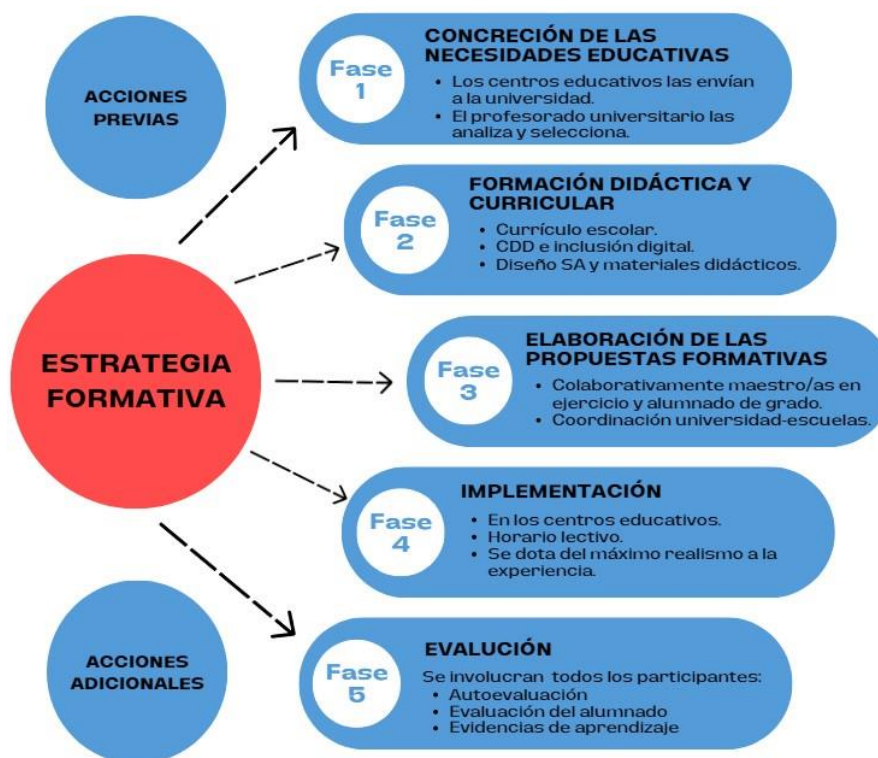 ACCIONES
PREVIAS
Fase
1
CONCRECIÓN DE LAS
NECESIDADES EDUCATIVAS
• Los centros educativos las envían
a la universidad.
• El profesorado universitario las
analiza y selecciona.
Fase
2
FORMACIÓN DIDÁCTICA Y
CURRICULAR
• Currículo escolar.
• CDD e inclusión digital.
• Diseño SA y materiales didácticos.
ESTRATEGIA
FORMATIVA
Fase
3
ELABORACIÓN DE LAS
PROPUESTAS FORMATIVAS
• Colaborativamente maestro/as en
ejercicio y alumnado de grado.
• Coordinación universidad-escuelas.
Fase
4
IMPLEMENTACIÓN
• En los centros educativos.
• Horario lectivo.
• Se dota del máximo realismo a la
experiencia.
ACCIONES
ADICIONALES
Fase
5
EVALUCIÓN
Se involucran todos los participantes:
• Autoevaluación
• Evaluación del alumnado
• Evidencias de aprendizaje